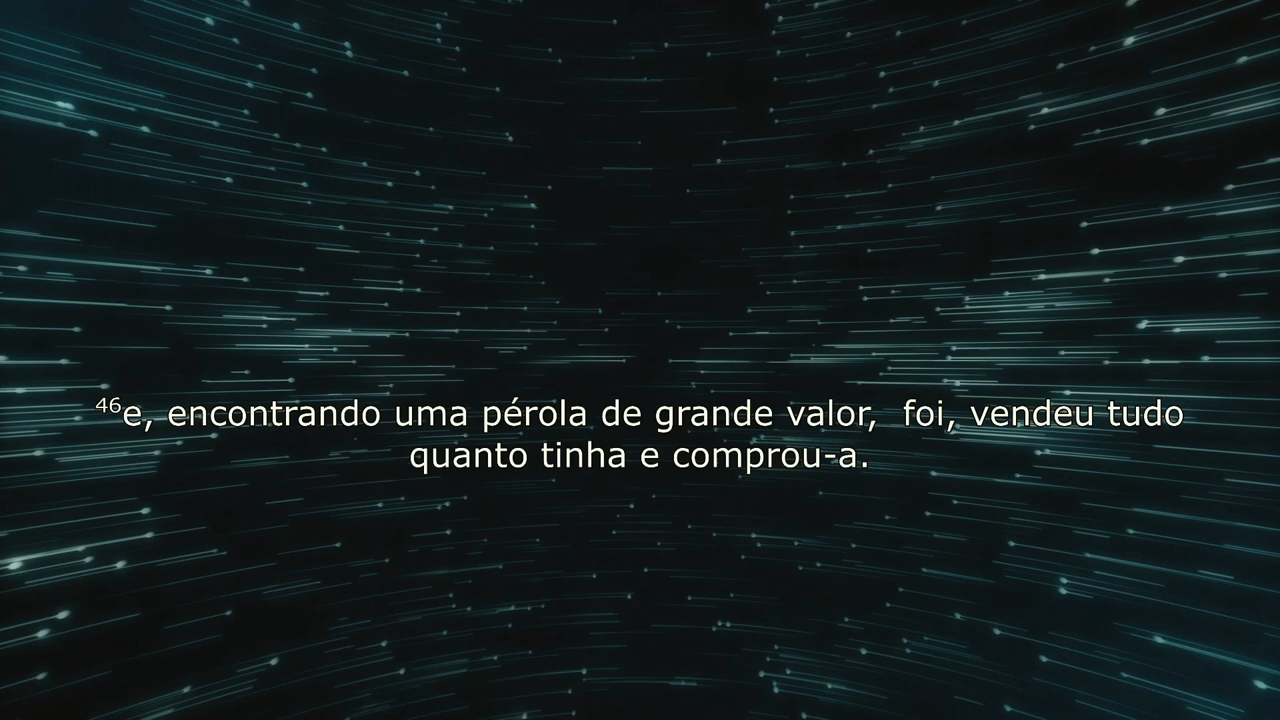 ⁴⁶e, encontrando uma pérola de grande valor,  foi, vendeu tudo
quanto tinha e comprou-a.